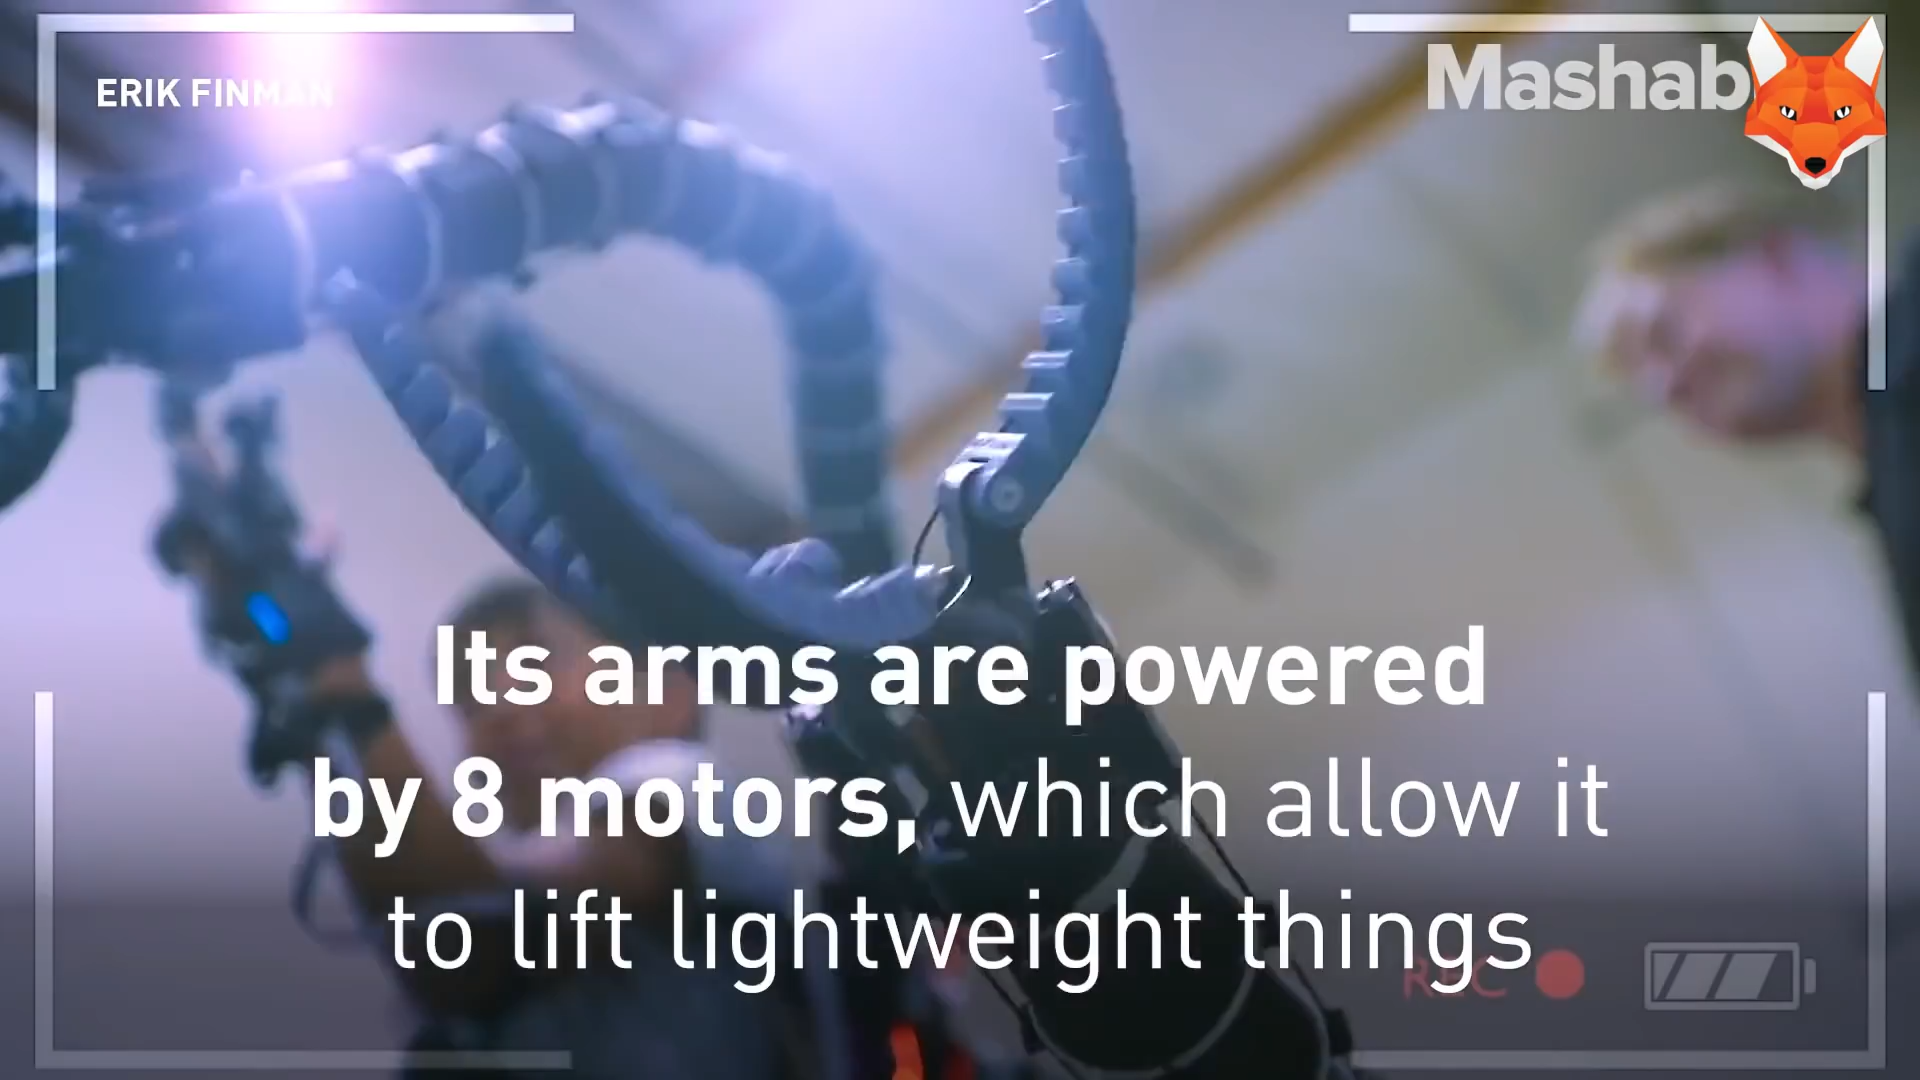 ERIK FINMAN
Mashab
Its arms are powered
by 8 motors, which allow it
to lift lightweight things
REC